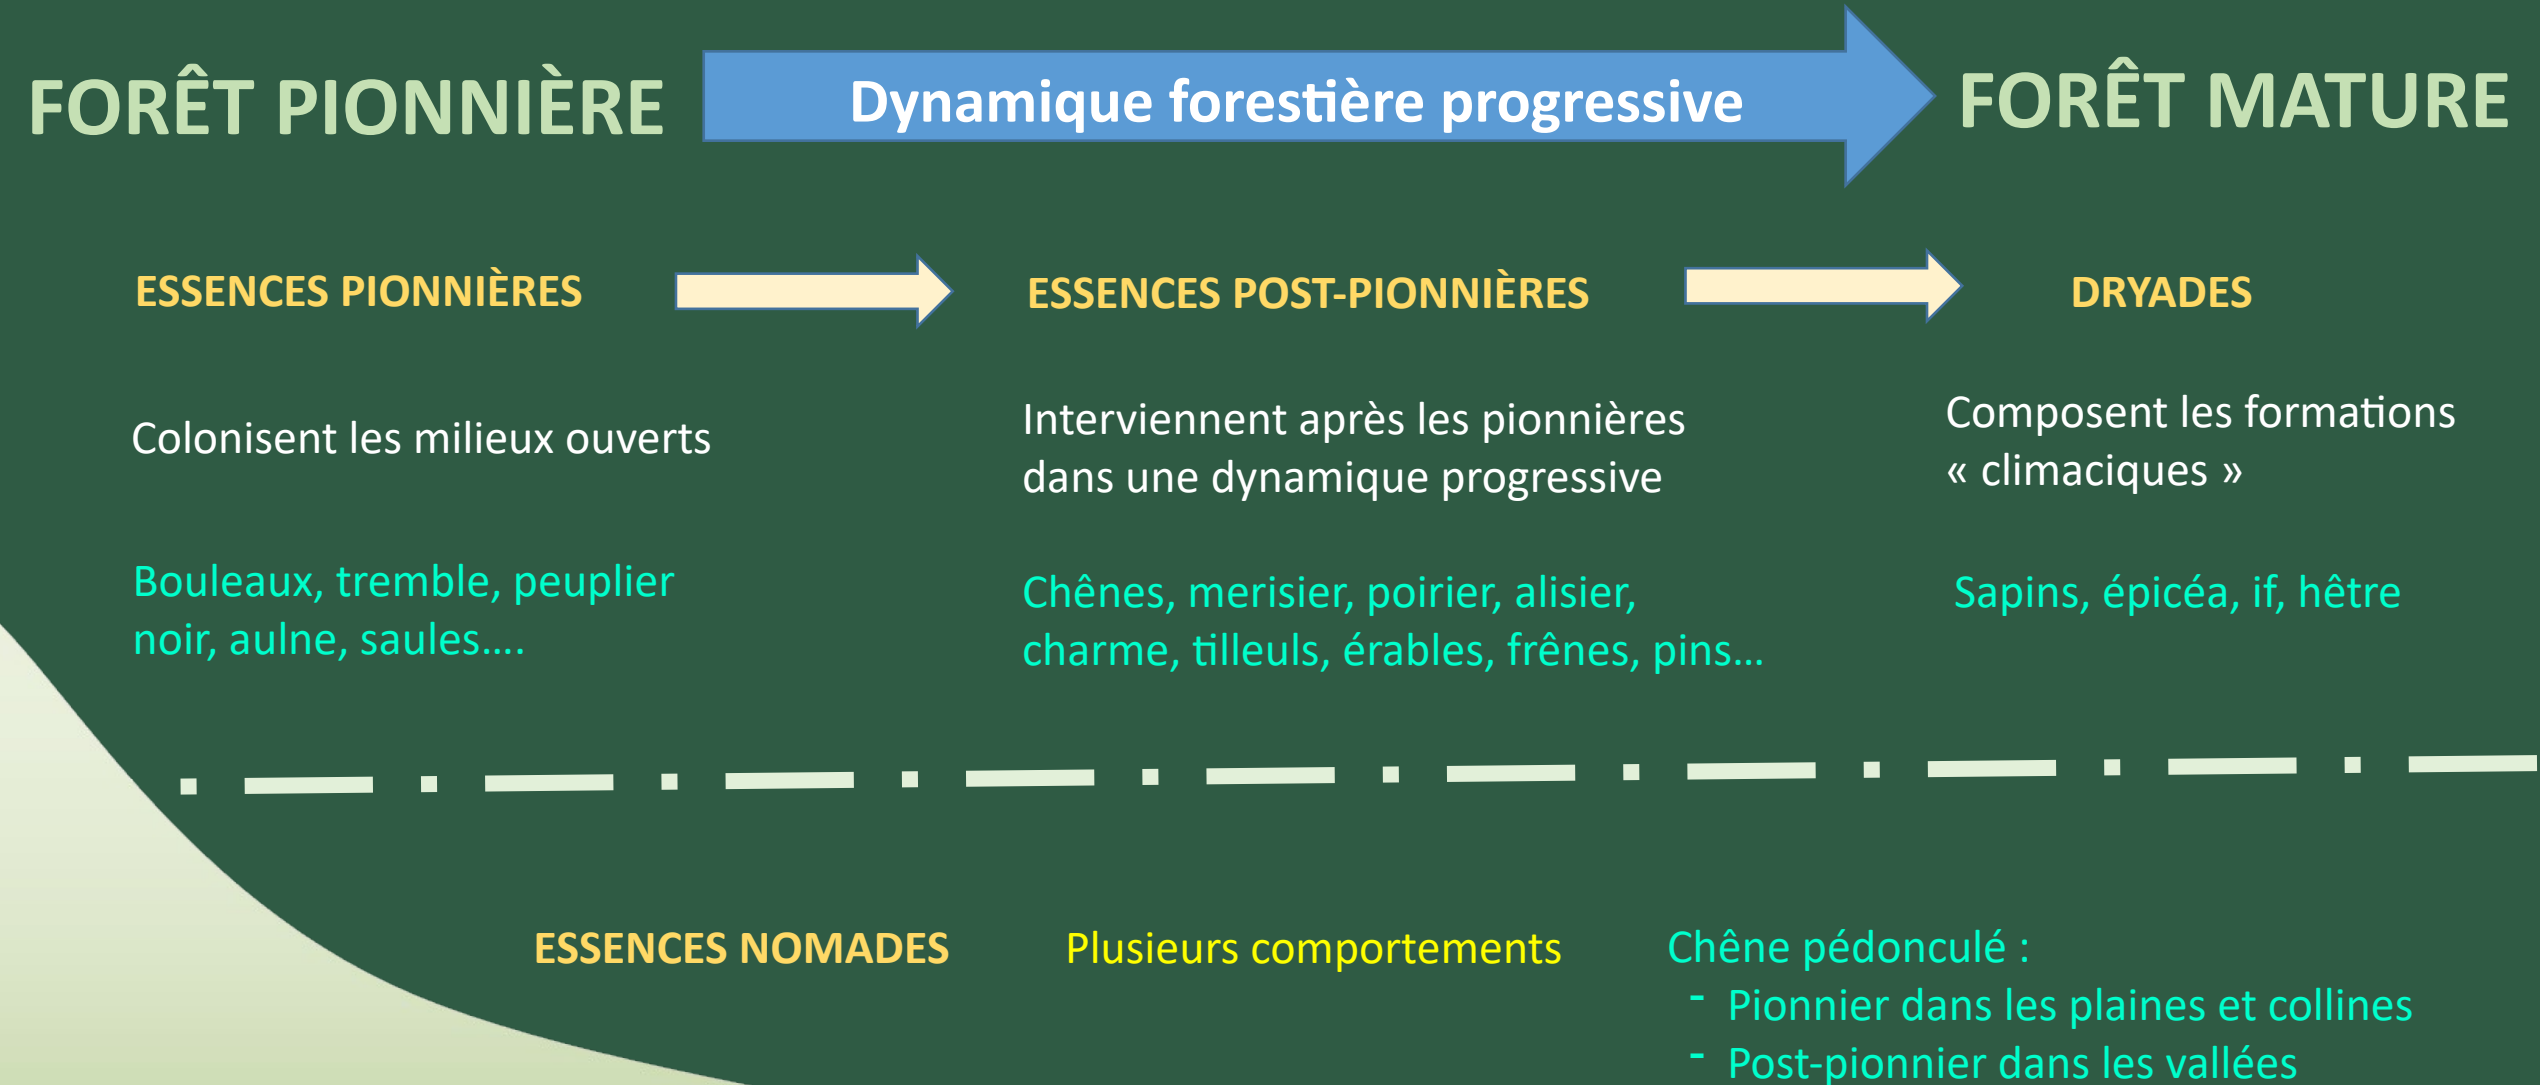 FORÊT PIONNIÈRE
Dynamique forestière progressive
FORÊT MATURE
ESSENCES PIONNIÈRES
ESSENCES POST-PIONNIÈRES
DRYADES
Colonisent les milieux ouverts
Interviennent après les pionnières
dans une dynamique progressive
Composent les formations
« climaciques »
Bouleaux, tremble, peuplier
noir, aulne, saules....
Chênes, merisier, poirier, alisier,
charme, tilleuls, érables, frênes, pins...
Sapins, épicéa, if, hêtre
ESSENCES NOMADES
Plusieurs comportements
Chêne pédonculé :
- Pionnier dans les plaines et collines
- Post-pionnier dans les vallées